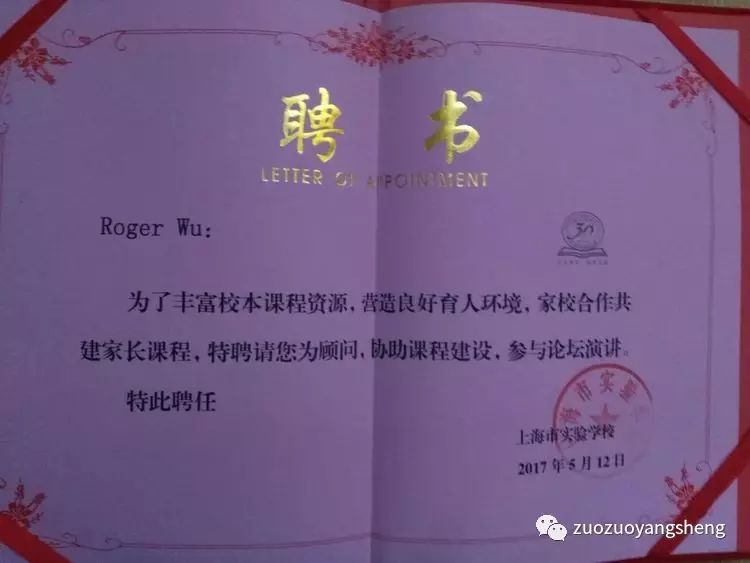 聘书
LETTER OF APPOINTMENT
Roger Wu:
30
为了丰富校本课程资源，营造良好育人环境，家校合作共
建家长课程，特聘请您为顾问，协助课程建设，参与论坛演讲。
特此聘任
上海市实验学校
2017年5月12日
zuozuoyangsheng